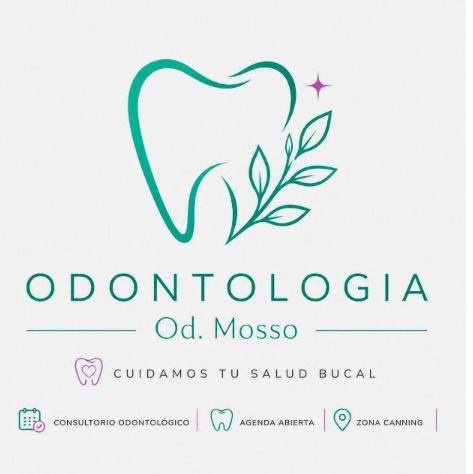 ODONTOLOGIA
Od. Mosso
CUIDAMOS TU SALUD BUCAL
CONSULTORIO ODONTOLÓGICO AGENDA ABIERTA ZONA CANNING